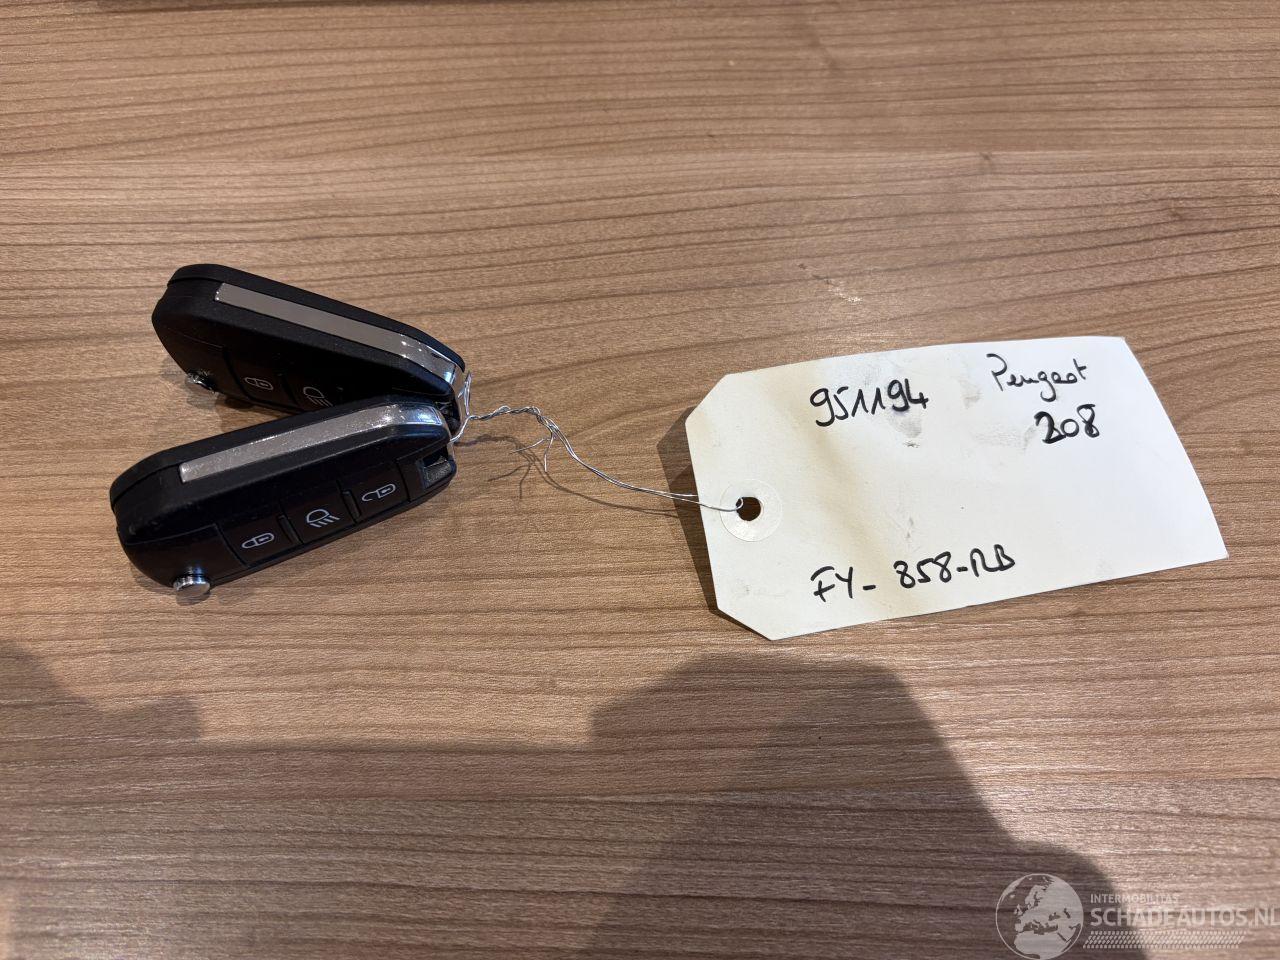 951194 Peugeot
208
FY-858-RB
INTERMOBILITAS
SCHADEAUTOS.NL